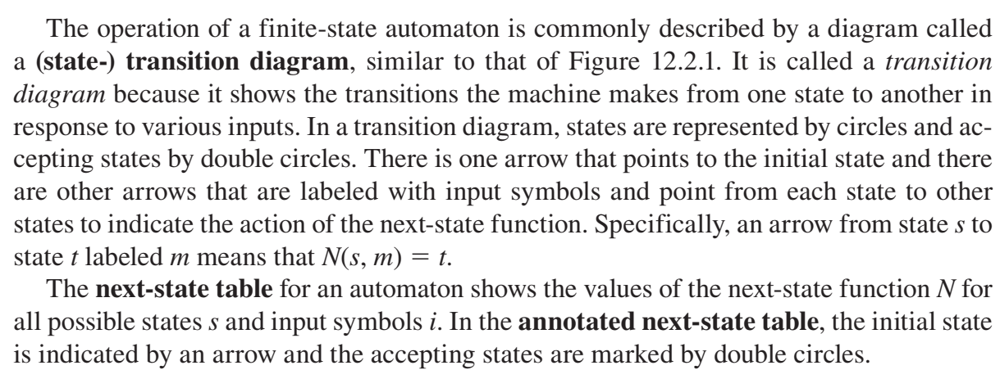 The operation of a finite-state automaton is commonly described by a diagram called
a (state-) transition diagram, similar to that of Figure 12.2.1. It is called a transition
diagram because it shows the transitions the machine makes from one state to another in
response to various inputs. In a transition diagram, states are represented by circles and ac-
cepting states by double circles. There is one arrow that points to the initial state and there
are other arrows that are labeled with input symbols and point from each state to other
states to indicate the action of the next-state function. Specifically, an arrow from state s to
state t labeled m means that N(s, m) = t.
The next-state table for an automaton shows the values of the next-state function N for
all possible states s and input symbols i. In the annotated next-state table, the initial state
is indicated by an arrow and the accepting states are marked by double circles.